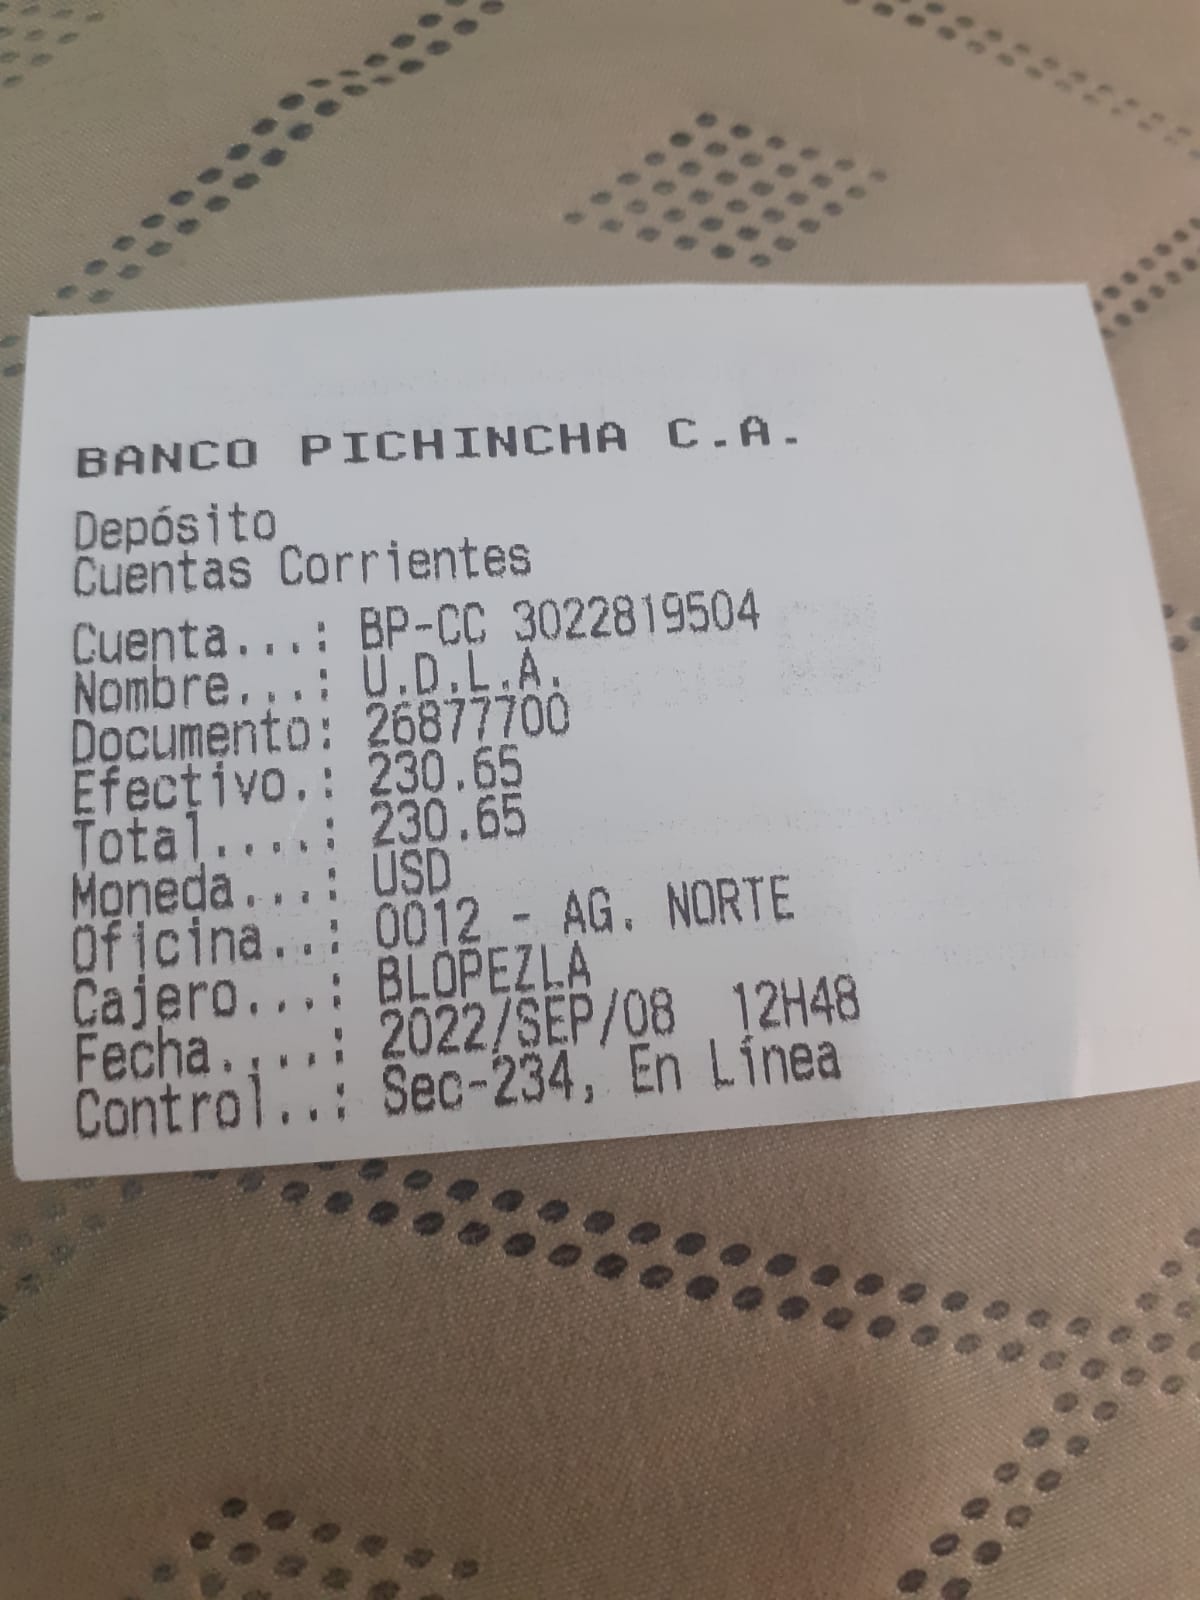 BANCO PICHINCHA C.A.
Depósito
Cuentas Corrientes
Cuenta...: BP-CC 3022819504
Nombre...: U.D.L.A.
Documento: 26877700
Efectivo.: 230.65
Total....: 230.65
Moneda...: USD
Oficina..: 0012 - AG. NORTE
Cajero...: BLOPEZLA
Fecha....: 2022/SEP/08  12H48
Control..: Sec-234, En Línea